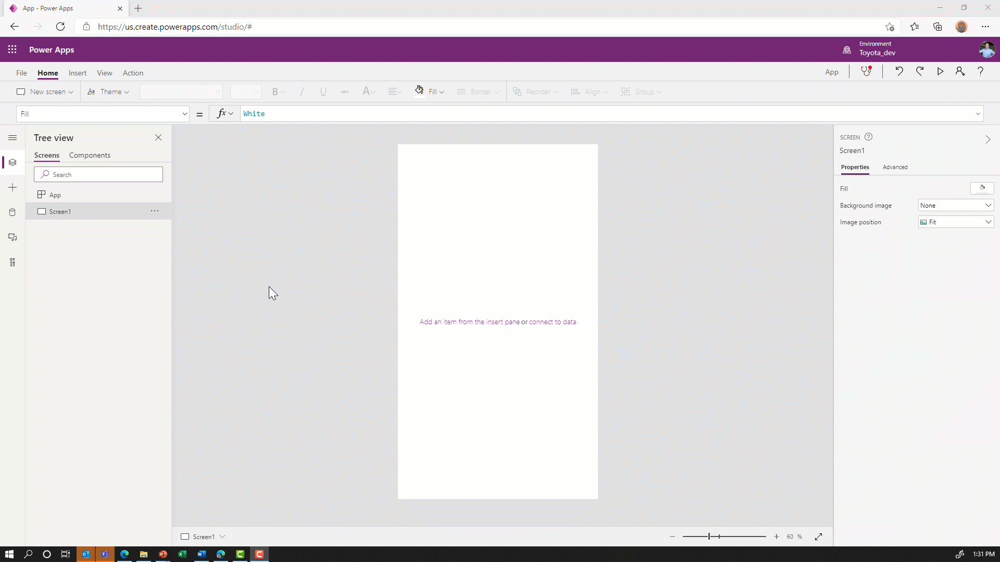 App - Power Apps
https://us.create.powerapps.com/studio/#
Power Apps
Environment
Toyota_dev
File Home Insert View Action
App
New screen Theme B / U abc A Fill Border Reorder Align Group
Fill = fx White
Tree view
Screens Components
Search
App
Screen1
Add an item from the insert pane or connect to data
SCREEN
Screen1
Properties Advanced
Fill
Background image None
Image position Fit
Screen1
60 %
1:31 PM